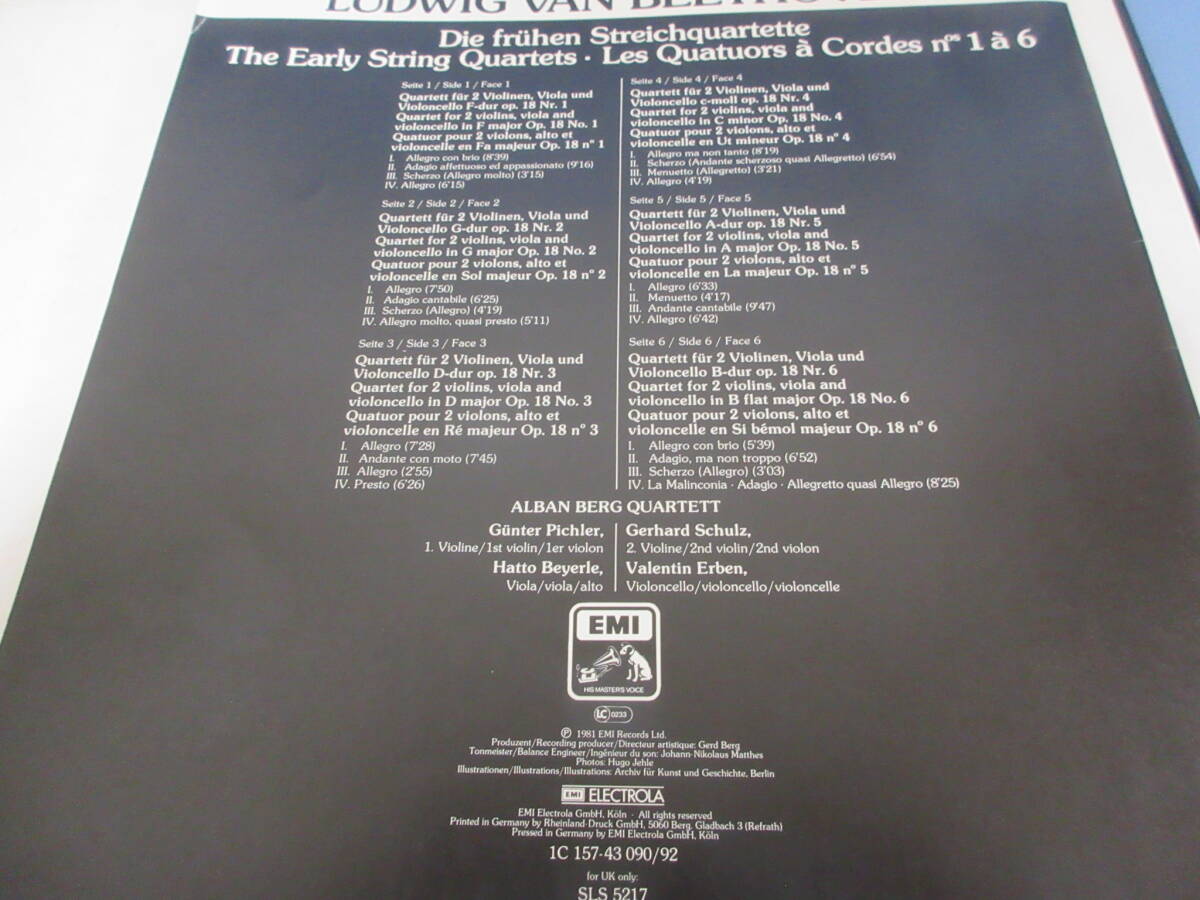 LUDWIG VAN BEETHOVE
Die frühen Streichquartette
The Early String Quartets · Les Quatuors à Cordes nos 1 à 6
Seite 1 / Side 1 / Face 1
Quartett für 2 Violinen, Viola und
Violoncello F-dur op. 18 Nr. 1
Quartet for 2 violins, viola and
violoncello in F major Op. 18 No. 1
Quatuor pour 2 violons, alto et
violoncelle en Fa majeur Op. 18 n° 1
I. Allegro con brio (8'39)
II. Adagio affettuoso ed appassionato (9'16)
III. Scherzo (Allegro molto) (3'15)
IV. Allegro (6'15)
Seite 2 / Side 2 / Face 2
Quartett für 2 Violinen, Viola und
Violoncello G-dur op. 18 Nr. 2
Quartet for 2 violins, viola and
violoncello in G major Op. 18 No. 2
Quatuor pour 2 violons, alto et
violoncelle en Sol majeur Op. 18 n° 2
I. Allegro (7'50)
II. Adagio cantabile (6'25)
III. Scherzo (Allegro) (4'19)
IV. Allegro molto, quasi presto (5'11)
Seite 3 / Side 3 / Face 3
Quartett für 2 Violinen, Viola und
Violoncello D-dur op. 18 Nr. 3
Quartet for 2 violins, viola and
violoncello in D major Op. 18 No. 3
Quatuor pour 2 violons, alto et
violoncelle en Ré majeur Op. 18 n° 3
I. Allegro (7'28)
II. Andante con moto (7'45)
III. Allegro (2'55)
IV. Presto (6'26)
Seite 4 / Side 4 / Face 4
Quartett für 2 Violinen, Viola und
Violoncello c-moll op. 18 Nr. 4
Quartet for 2 violins, viola and
violoncello in C minor Op. 18 No. 4
Quatuor pour 2 violons, alto et
violoncelle en Ut mineur Op. 18 n° 4
I. Allegro ma non tanto (8'19)
II. Scherzo (Andante scherzoso quasi Allegretto) (6'54)
III. Menuetto (Allegretto) (3'21)
IV. Allegro (4'19)
Seite 5 / Side 5 / Face 5
Quartett für 2 Violinen, Viola und
Violoncello A-dur op. 18 Nr. 5
Quartet for 2 violins, viola and
violoncello in A major Op. 18 No. 5
Quatuor pour 2 violons, alto et
violoncelle en La majeur Op. 18 n° 5
I. Allegro (6'33)
II. Menuetto (4'17)
III. Andante cantabile (9'47)
IV. Allegro (6'42)
Seite 6 / Side 6 / Face 6
Quartett für 2 Violinen, Viola und
Violoncello B-dur op. 18 Nr. 6
Quartet for 2 violins, viola and
violoncello in B flat major Op. 18 No. 6
Quatuor pour 2 violons, alto et
violoncelle en Si bémol majeur Op. 18 n° 6
I. Allegro con brio (5'39)
II. Adagio, ma non troppo (6'52)
III. Scherzo (Allegro) (3'03)
IV. La Malinconia · Adagio · Allegretto quasi Allegro (8'25)
ALBAN BERG QUARTETT
Günter Pichler,
1. Violine/1st violin/1er violon
Hatto Beyerle,
Viola/viola/alto
Gerhard Schulz,
2. Violine/2nd violin/2nd violon
Valentin Erben,
Violoncello/violoncello/violoncelle
EMI
HIS MASTER'S VOICE
LC 0233
℗ 1981 EMI Records Ltd.
Produzent/Recording producer/Directeur artistique: Gerd Berg
Tonmeister/Balance Engineer/Ingénieur du son: Johann-Nikolaus Matthes
Photos: Hugo Jehle
Illustrationen/Illustrations/Illustrations: Archiv für Kunst und Geschichte, Berlin
EMI ELECTROLA
EMI Electrola GmbH, Köln · All rights reserved
Printed in Germany by Rheinland-Druck GmbH, 5060 Berg. Gladbach 3 (Refrath)
Pressed in Germany by EMI Electrola GmbH, Köln
1C 157-43 090/92
for UK only:
SLS 5217